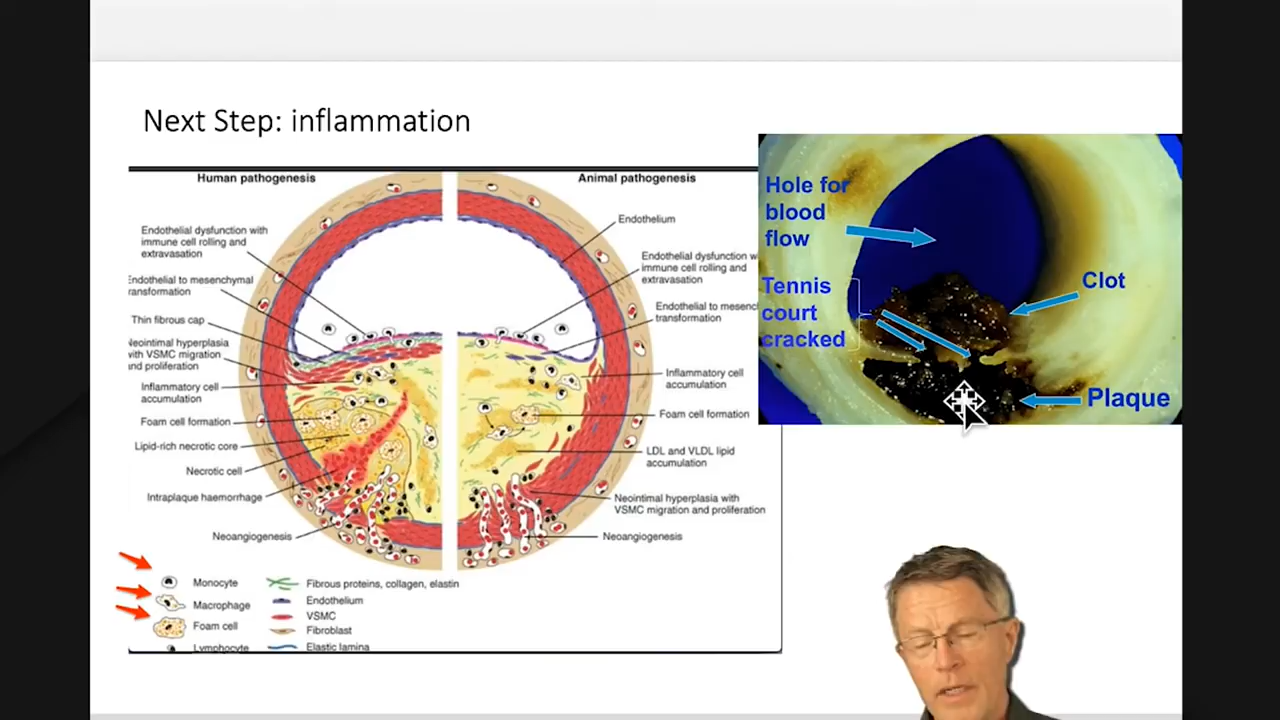 Next Step: inflammation
Human pathogenesis
Animal pathogenesis
Endothelial dysfunction with
immune cell rolling and
extravasation
Endothelial to mesenchymal
ransformation
Thin fibrous cap
Neointimal hyperplasia
with VSMC migration
and proliferation
Inflammatory cell
accumulation
Foam cell formation
Lipid-rich necrotic core
Necrotic cell
Intraplaque haemorrhage
Neoangiogenesis
Endothelium
Endothelial dysfunction w
immune cell rolling and
extravasation
Endothelial to mesenc
transformation
Inflammatory cell
accumulation
Foam cell formation
LDL and VLDL lipid
accumulation
Neointimal hyperplasia with
VSMC migration and proliferation
Neoangiogenesis
Monocyte
Macrophage
Foam cell
Lymphocyte
Fibrous proteins, collagen, elastin
Endothelium
VSMC
Fibroblast
Elastic lamina
Hole for
blood
flow
Tennis
court
cracked
Clot
Plaque